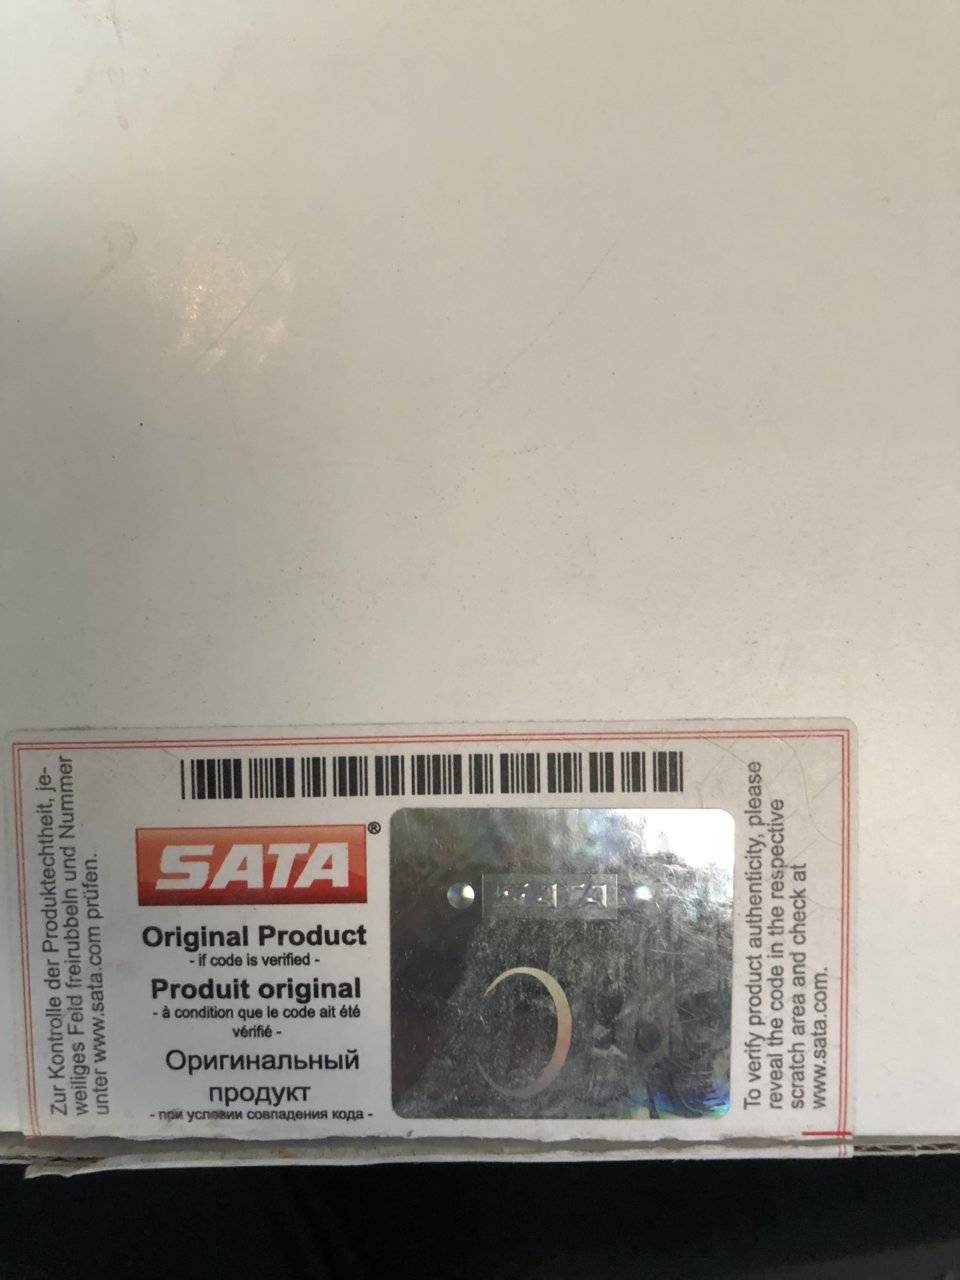 Zur Kontrolle der Produktechtheit, je-
weiliges Feld freirubbeln und Nummer
unter www.sata.com prüfen.
SATA®
Original Product
- if code is verified -
Produit original
- à condition que le code ait été
vérifié -
Оригинальный
продукт
- при условии совпадения кода -
SATA
To verify product authenticity, please
reveal the code in the respective
scratch area and check at
www.sata.com.